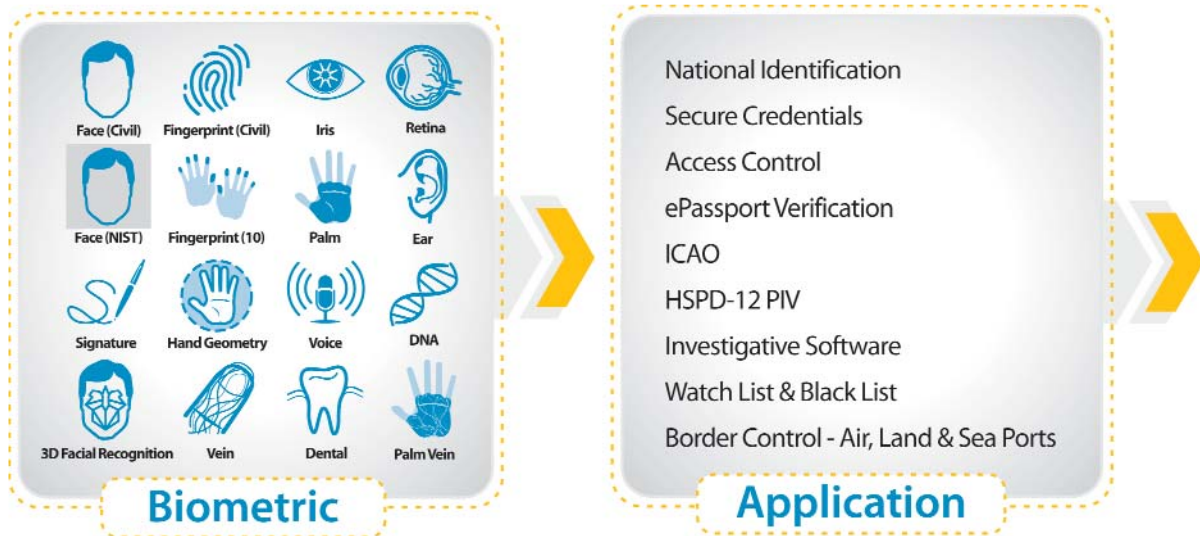 Face (Civil)
Fingerprint (Civil)
Iris
Retina
Face (NIST)
Fingerprint (10)
Palm
Ear
Signature
Hand Geometry
Voice
DNA
3D Facial Recognition
Vein
Dental
Palm Vein
Biometric
National Identification
Secure Credentials
Access Control
ePassport Verification
ICAO
HSPD-12 PIV
Investigative Software
Watch List & Black List
Border Control - Air, Land & Sea Ports
Application